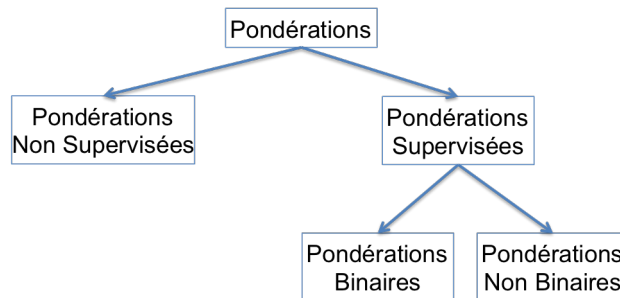 Pondérations
Pondérations
Non Supervisées
Pondérations
Supervisées
Pondérations
Binaires
Pondérations
Non Binaires